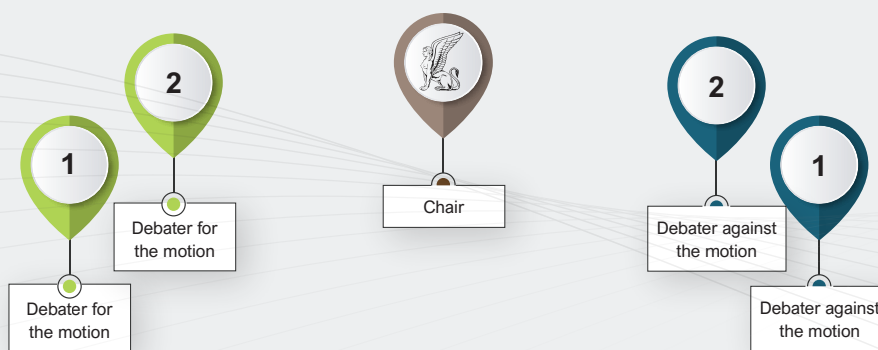 1
Debater for
the motion
2
Debater for
the motion
Chair
2
Debater against
the motion
1
Debater against
the motion